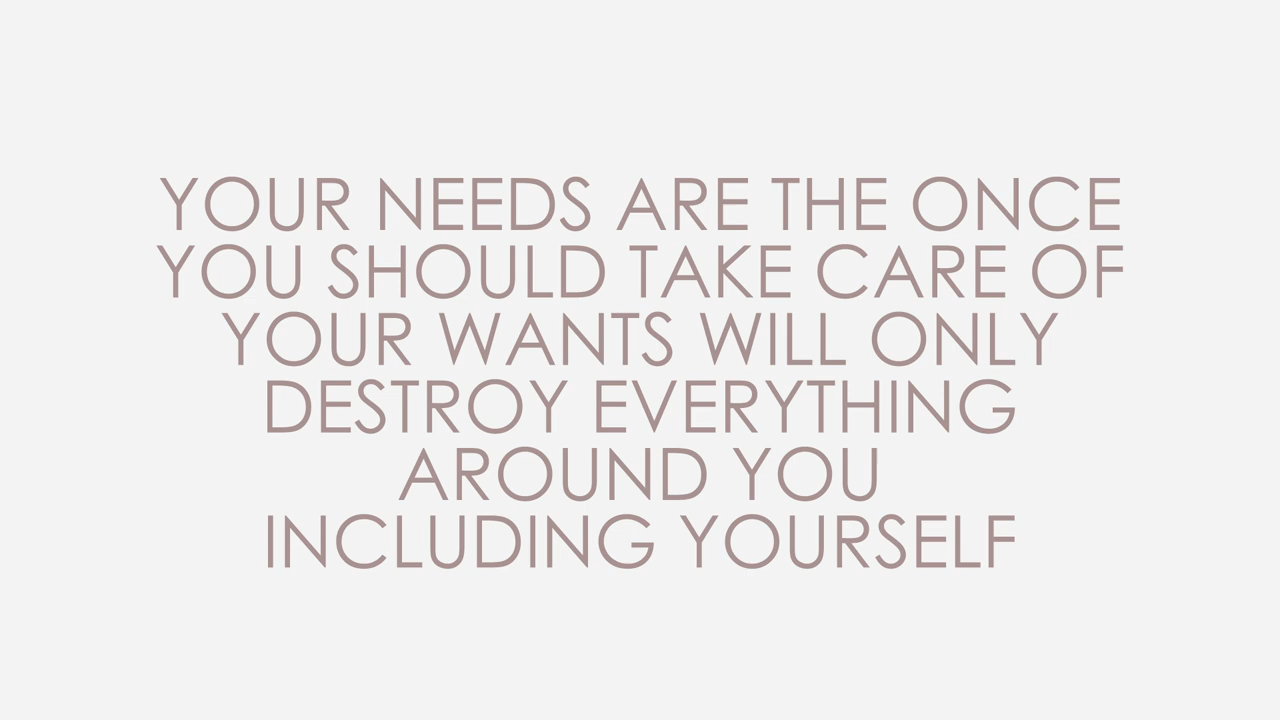 YOUR NEEDS ARE THE ONCE
YOU SHOULD TAKE CARE OF
YOUR WANTS WILL ONLY
DESTROY EVERYTHING
AROUND YOU
INCLUDING YOURSELF